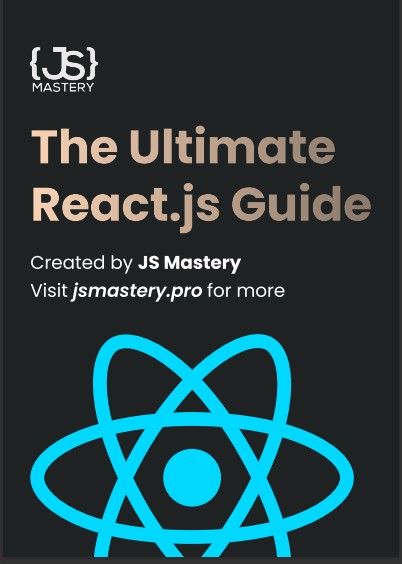 {JS}
MASTERY
The Ultimate
React.js Guide
Created by JS Mastery
Visit jsmastery.pro for more